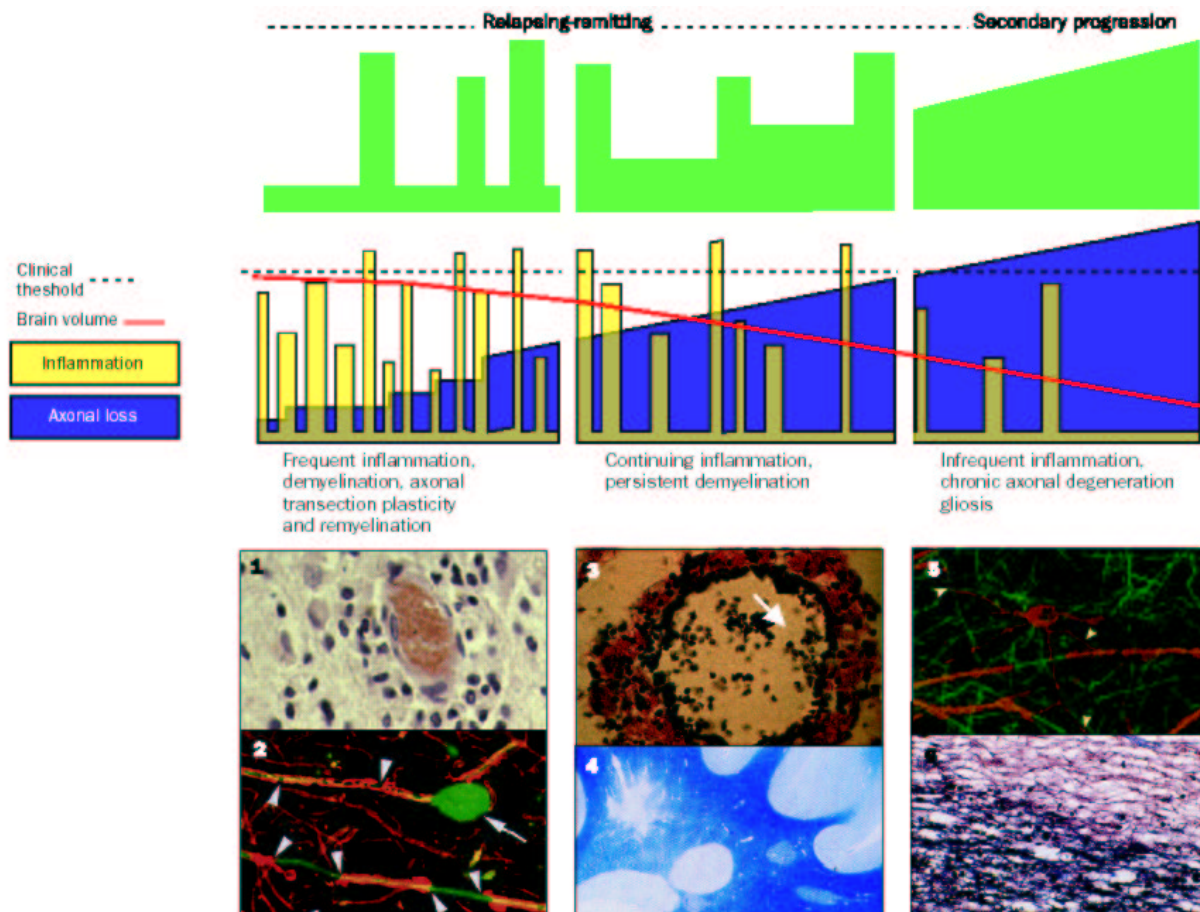 Relapsing-remitting
Secondary progression
Clinical
theshold
Brain volume
Inflammation
Axonal loss
Frequent inflammation,
demyelination, axonal
transection plasticity
and remyelination
Continuing inflammation,
persistent demyelination
Infrequent inflammation,
chronic axonal degeneration
gliosis
1
3
5
2
4